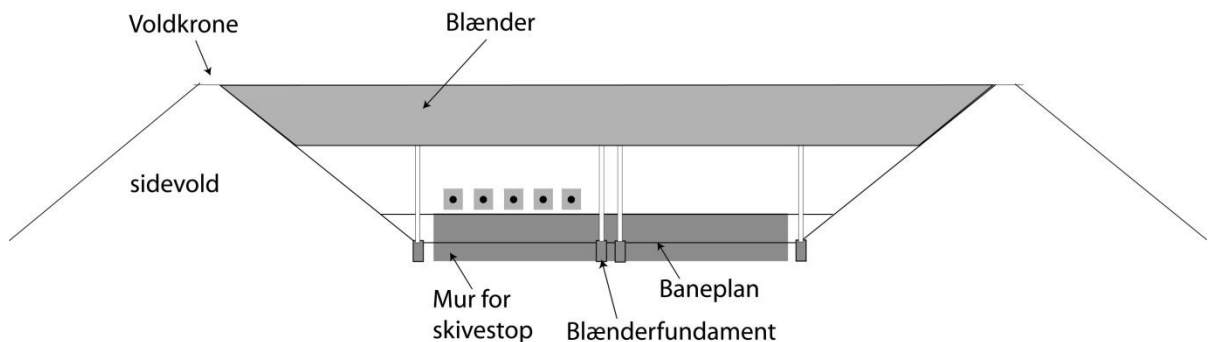 Voldkrone
Blænder
sidevold
Mur for
skivestop
Baneplan
Blænderfundament